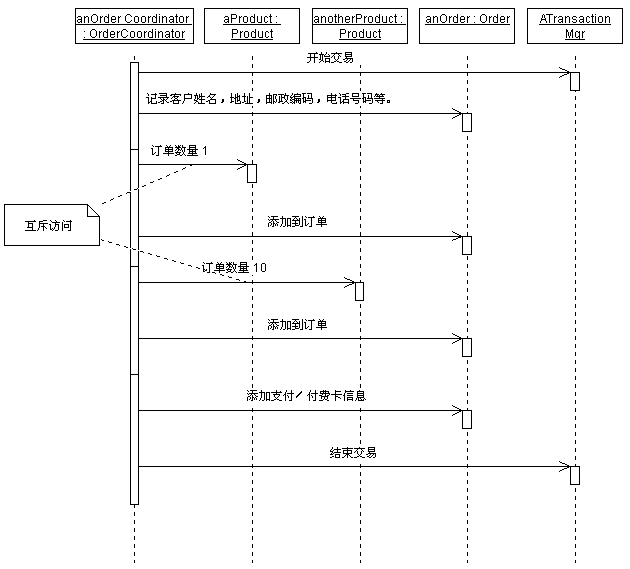 anOrder Coordinator
: OrderCoordinator
aProduct :
Product
anotherProduct :
Product
anOrder : Order
ATransaction
Mgr
开始交易
记录客户姓名，地址，邮政编码，电话号码等。
订单数量 1
互斥访问
添加到订单
订单数量 10
添加到订单
添加支付/ 付费卡信息
结束交易